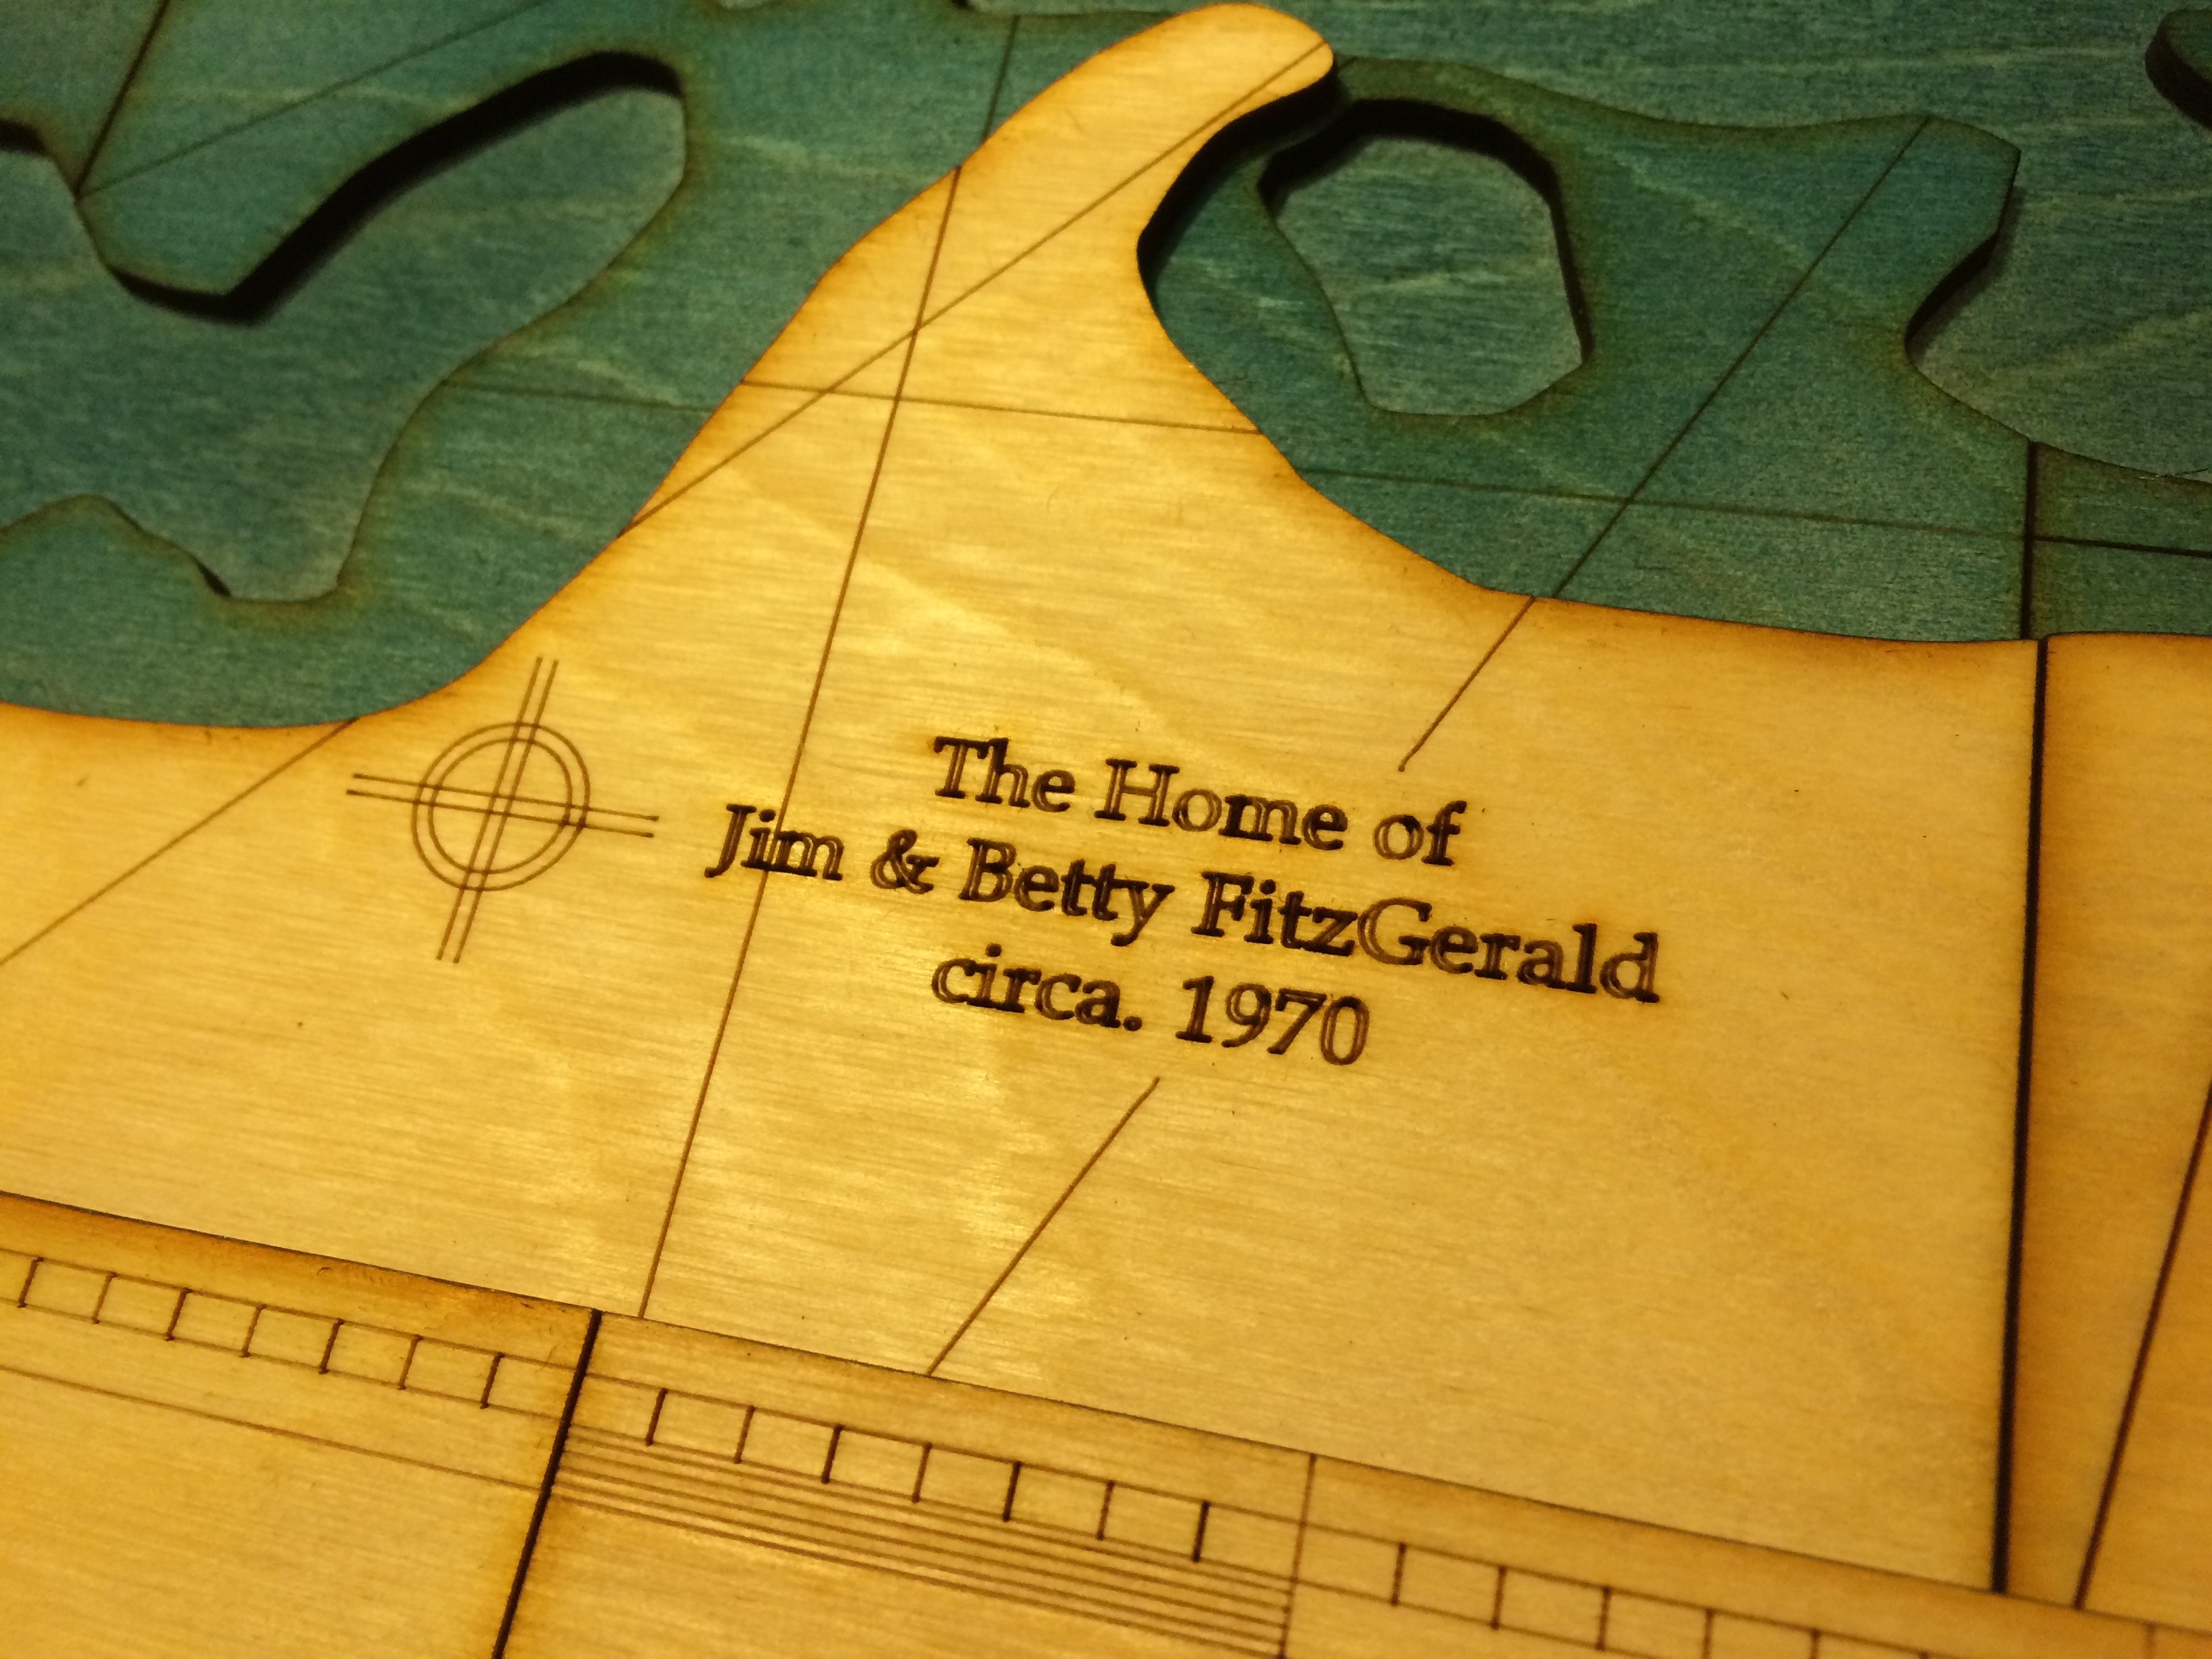 The Home of
Jim & Betty FitzGerald
circa. 1970